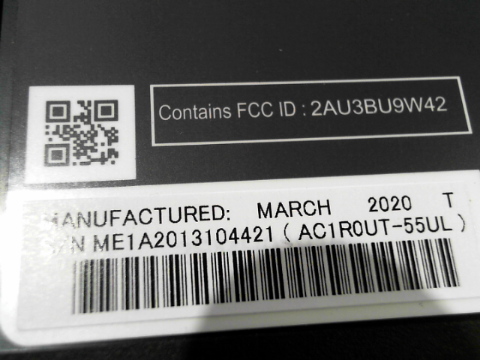 Contains FCC ID : 2AU3BU9W42
MANUFACTURED: MARCH 2020 T
ME1A2013104421 ( AC1R0UT-55UL )